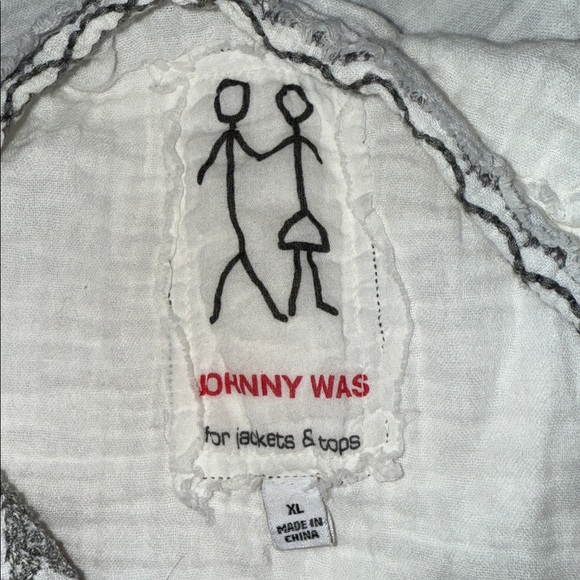 JOHNNY WAS
for jackets & tops
XL
MADE IN
CHINA